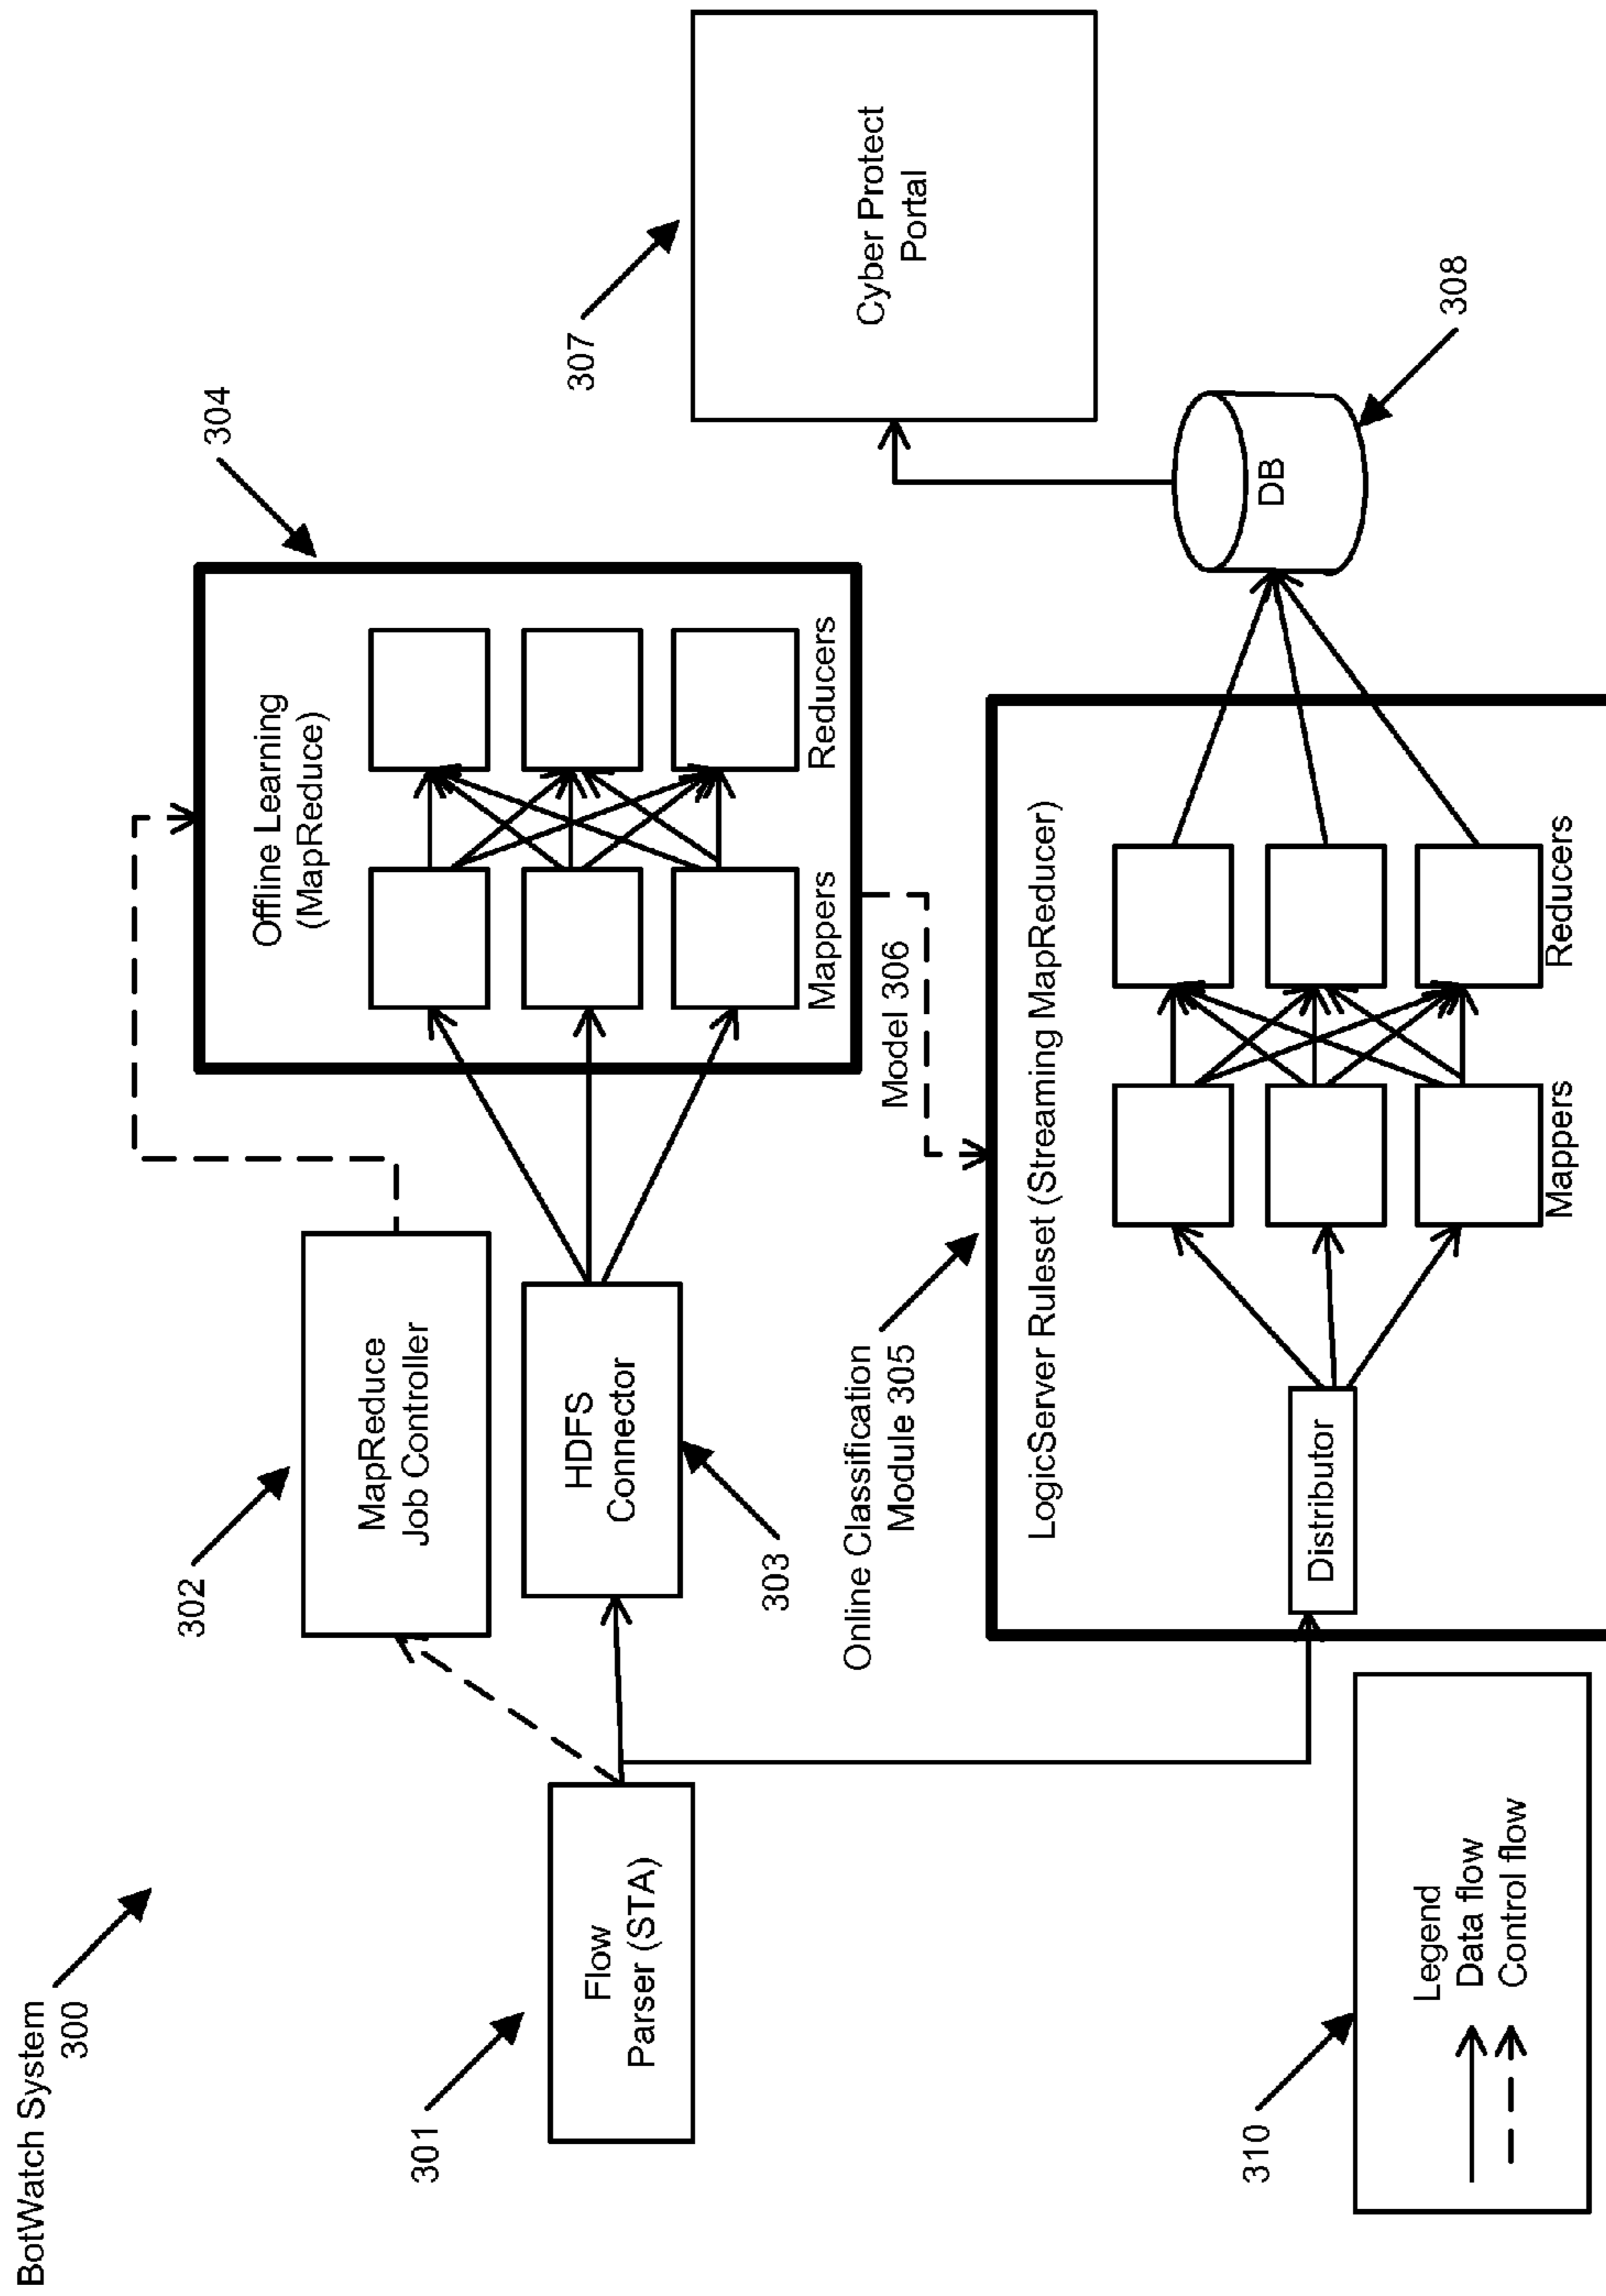 BotWatch System
300
301
Flow
Parser (STA)
302
MapReduce
Job Controller
HDFS
Connector
303
304
Offline Learning
(MapReduce)
Mappers
Reducers
Model 306
Online Classification
Module 305
LogicServer Ruleset (Streaming MapReducer)
Distributor
Mappers
Reducers
307
Cyber Protect
Portal
DB
308
310
Legend
Data flow
Control flow